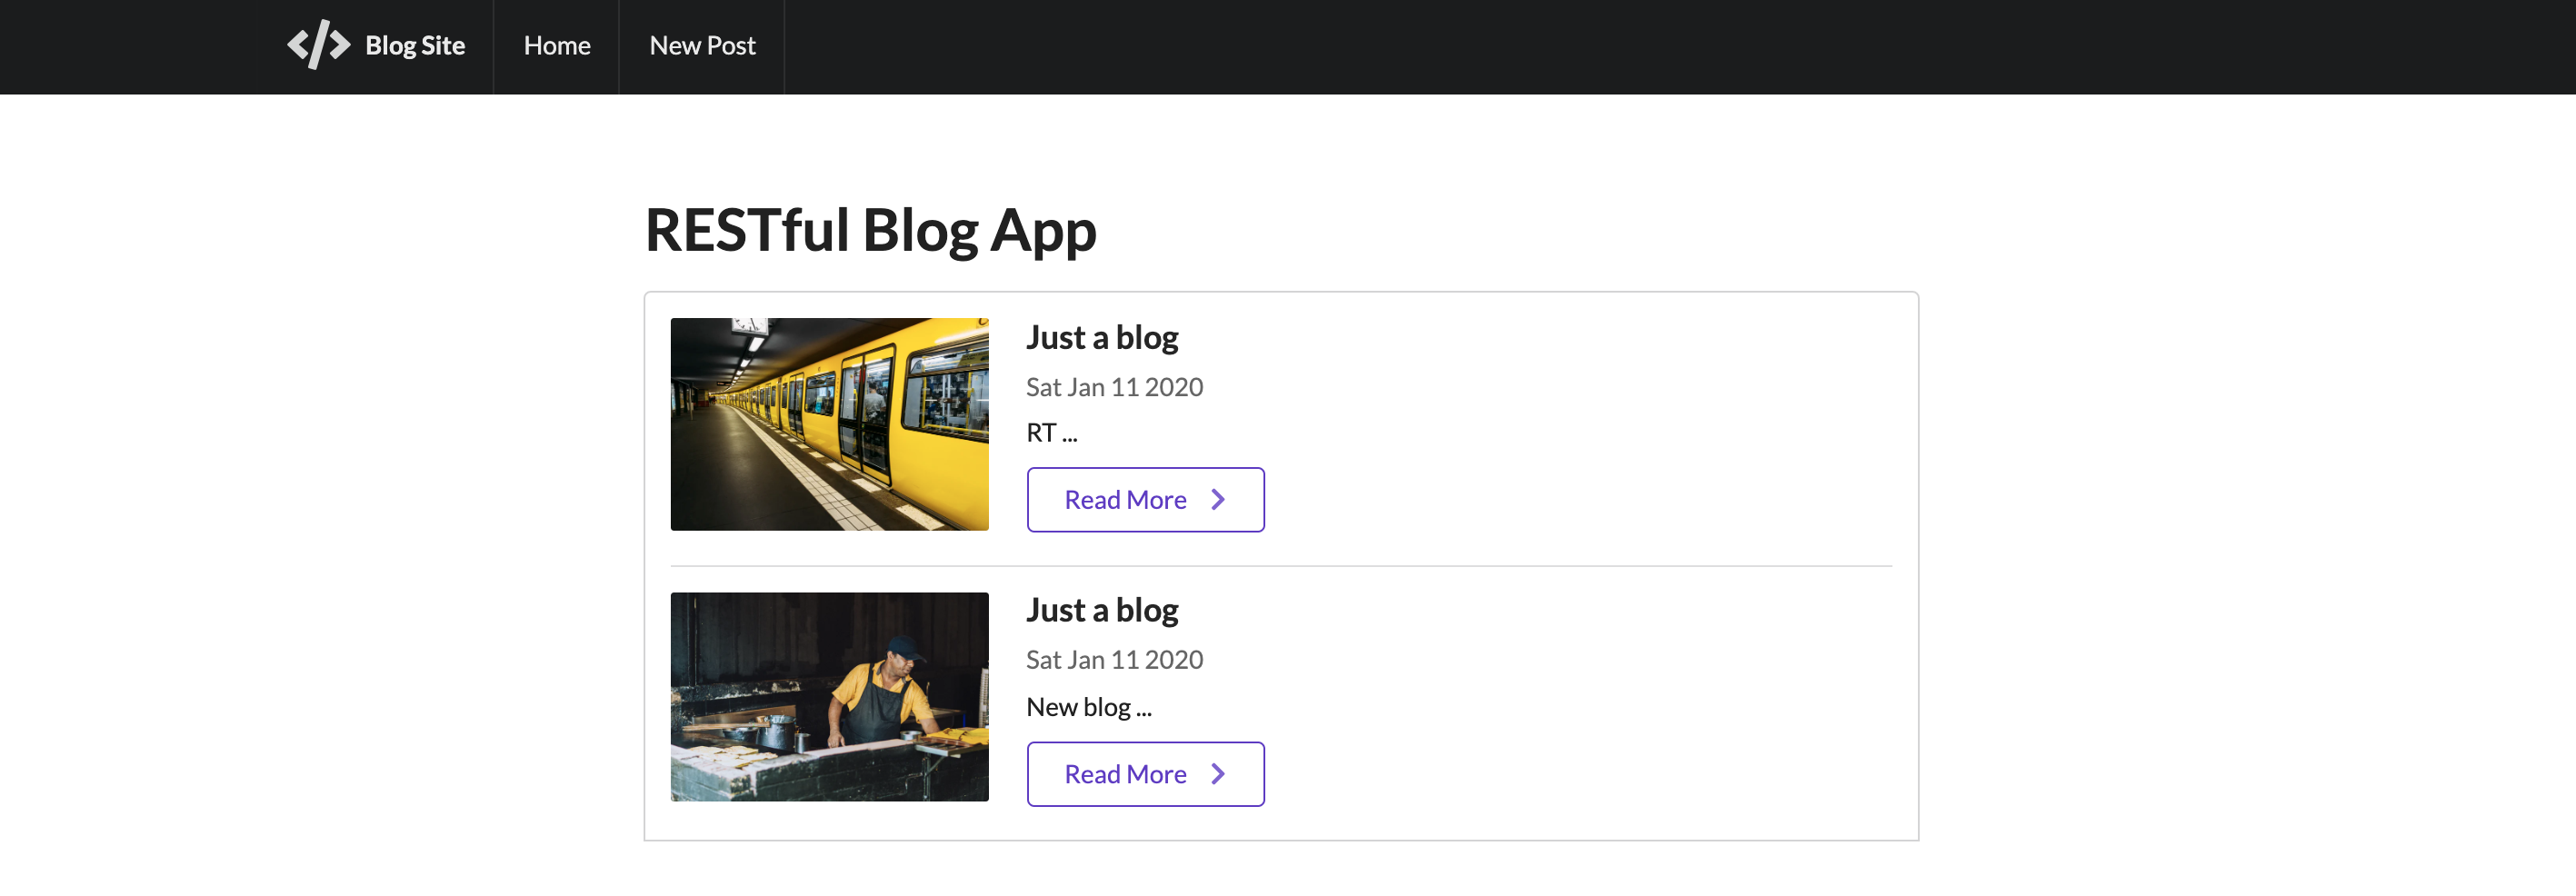 Blog Site Home New Post
RESTful Blog App
Just a blog
Sat Jan 11 2020
RT ...
Read More
Just a blog
Sat Jan 11 2020
New blog ...
Read More